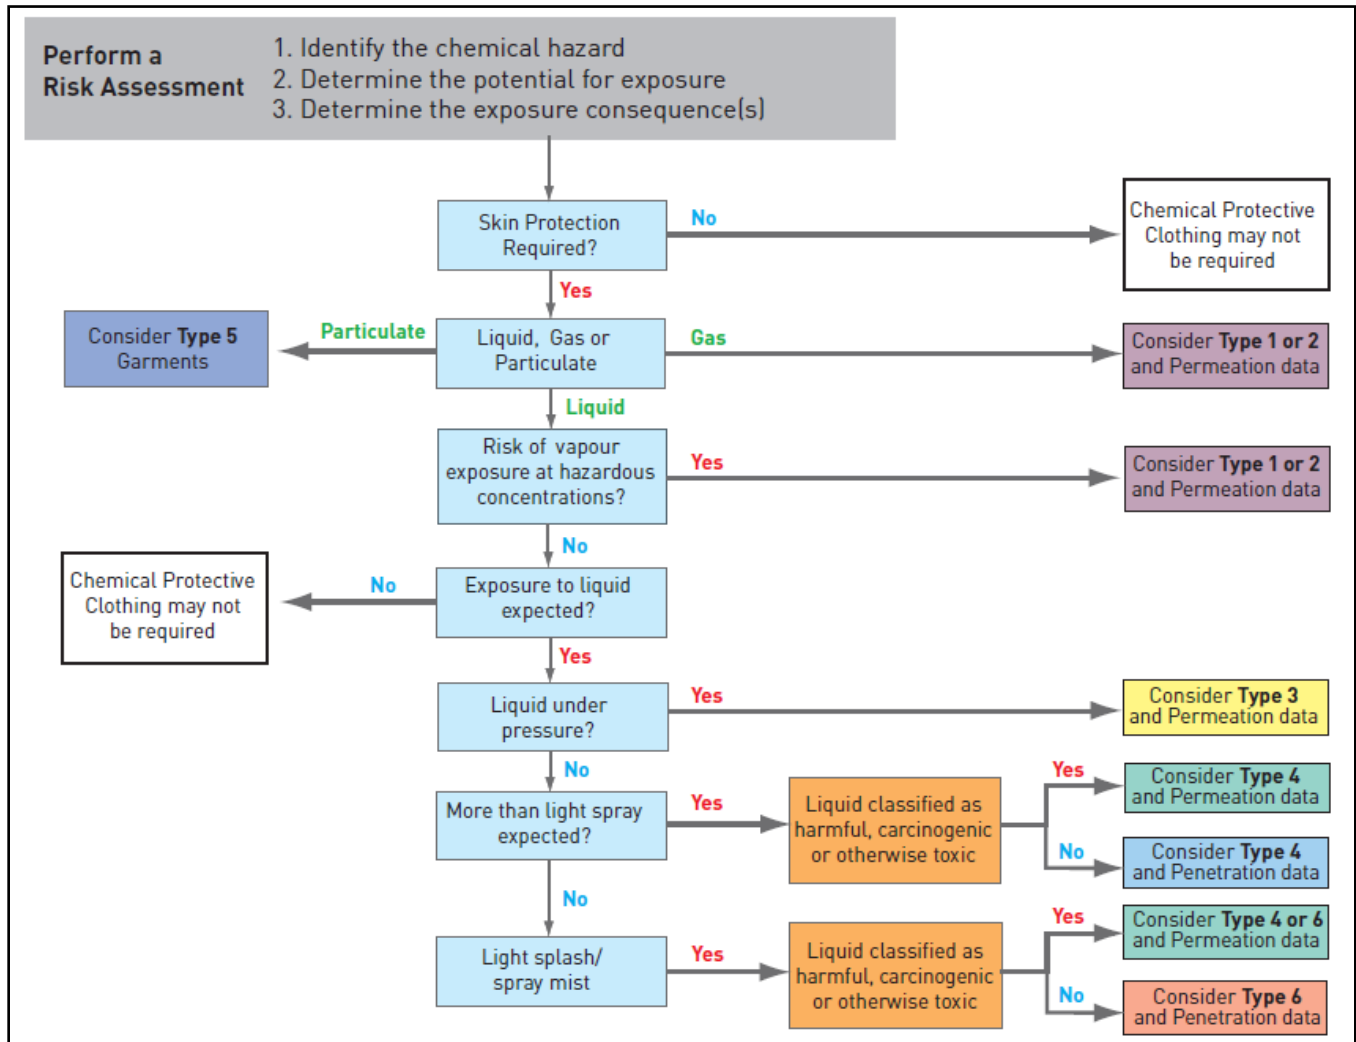 Perform a
Risk Assessment
1. Identify the chemical hazard
2. Determine the potential for exposure
3. Determine the exposure consequence(s)
Skin Protection
Required?
No
Chemical Protective
Clothing may not
be required
Yes
Consider Type 5
Garments
Particulate
Liquid, Gas or
Particulate
Gas
Consider Type 1 or 2
and Permeation data
Liquid
Risk of vapour
exposure at hazardous
concentrations?
Yes
Consider Type 1 or 2
and Permeation data
No
Chemical Protective
Clothing may not
be required
No
Exposure to liquid
expected?
Yes
Liquid under
pressure?
Yes
Consider Type 3
and Permeation data
No
More than light spray
expected?
Yes
Liquid classified as
harmful, carcinogenic
or otherwise toxic
Yes
Consider Type 4
and Permeation data
No
Consider Type 4
and Penetration data
No
Light splash/
spray mist
Yes
Liquid classified as
harmful, carcinogenic
or otherwise toxic
Yes
Consider Type 4 or 6
and Permeation data
No
Consider Type 6
and Penetration data